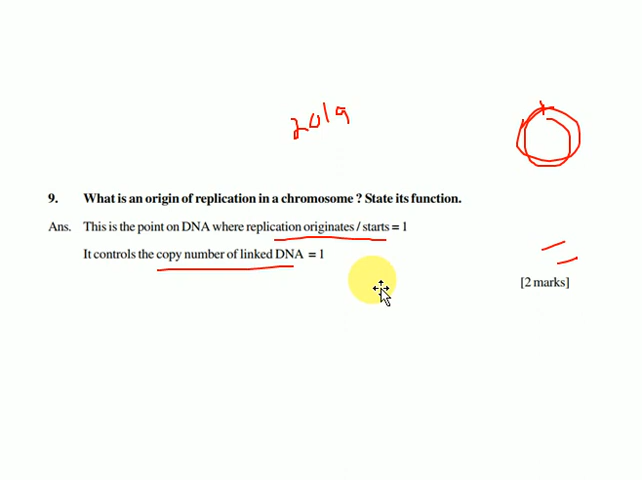 2019
9. What is an origin of replication in a chromosome ? State its function.
Ans. This is the point on DNA where replication originates / starts = 1
It controls the copy number of linked DNA = 1
[2 marks]